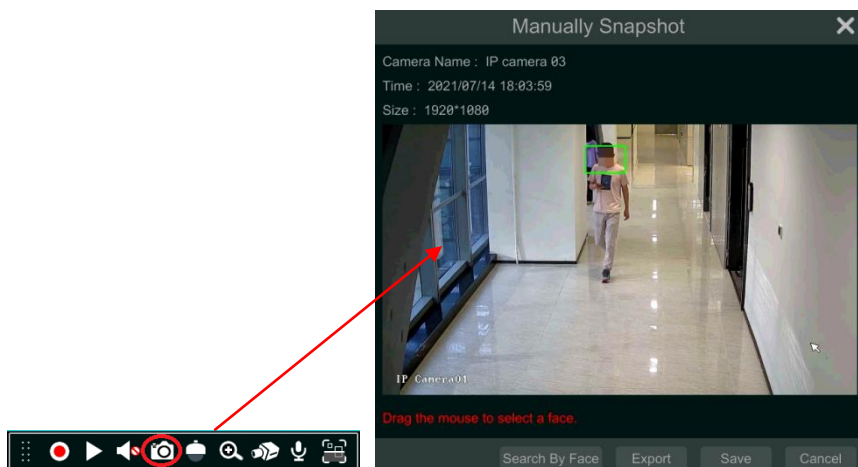 Manually Snapshot
Camera Name : IP camera 03
Time : 2021/07/14 18:03:59
Size : 1920*1080
IP Camera01
Drag the mouse to select a face.
Search By Face
Export
Save
Cancel